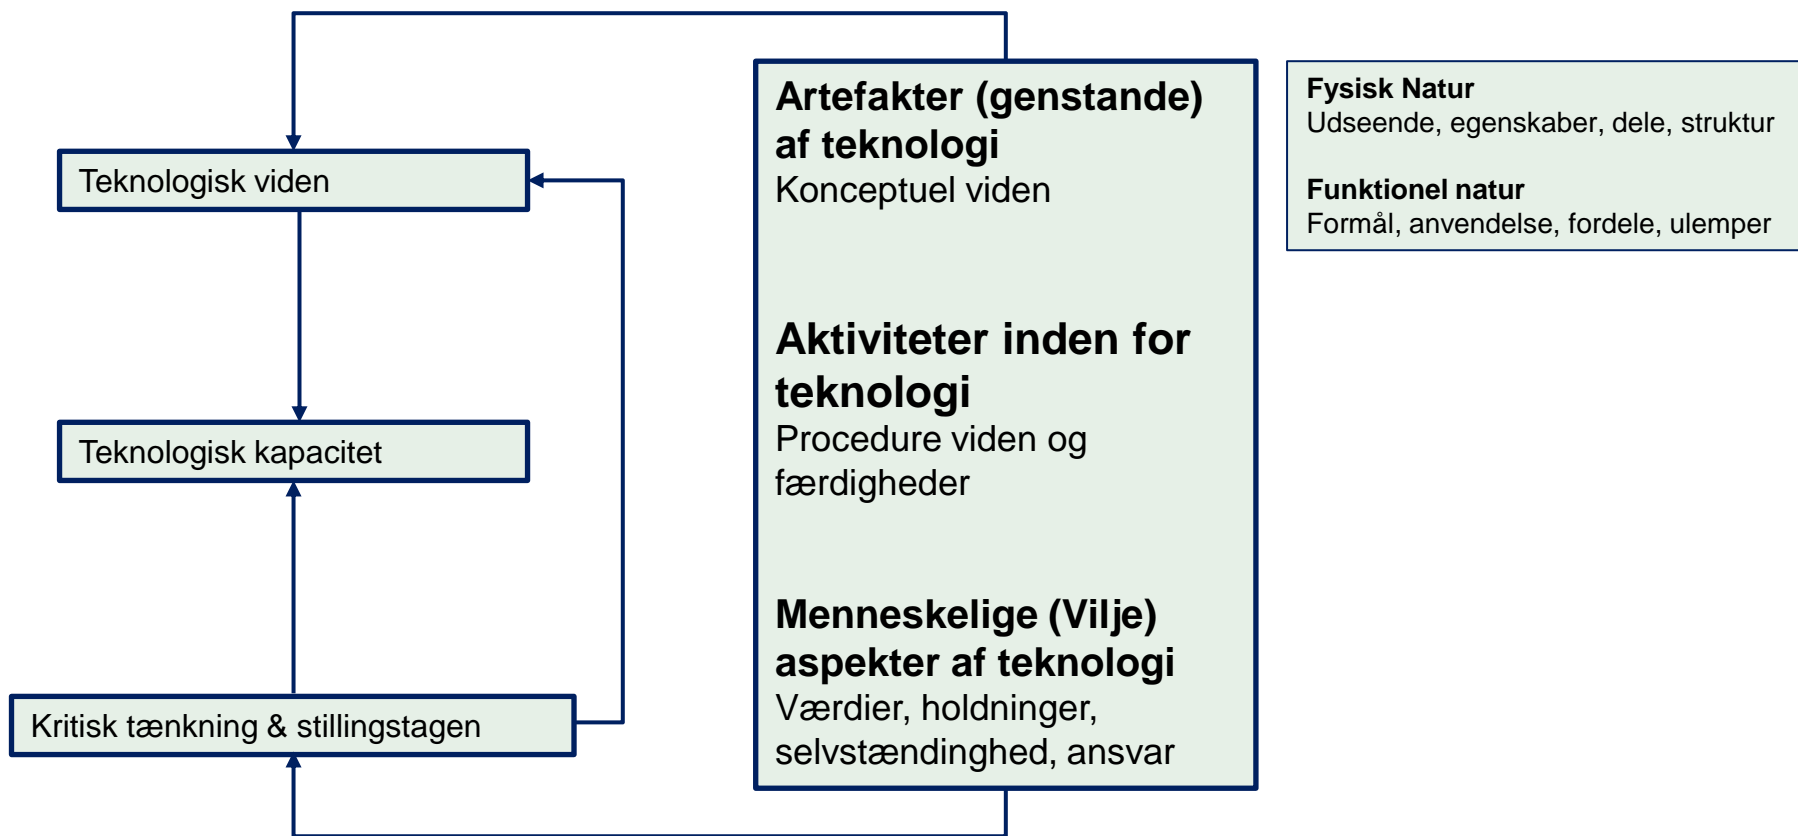 Teknologisk viden
Teknologisk kapacitet
Kritisk tænkning & stillingstagen
Artefakter (genstande)
af teknologi
Konceptuel viden
Aktiviteter inden for
teknologi
Procedure viden og
færdigheder
Menneskelige (Vilje)
aspekter af teknologi
Værdier, holdninger,
selvstændinghed, ansvar
Fysisk Natur
Udseende, egenskaber, dele, struktur
Funktionel natur
Formål, anvendelse, fordele, ulemper